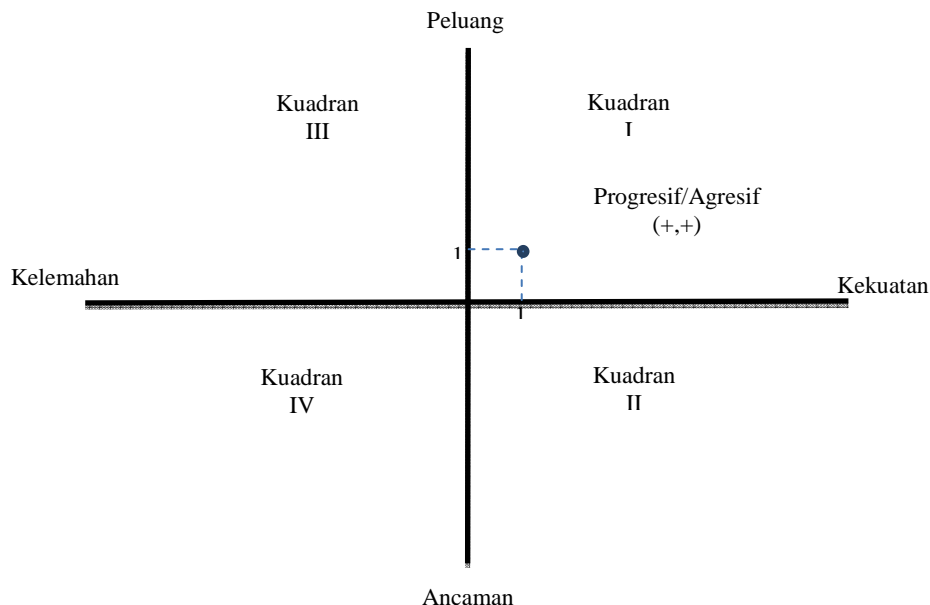 Peluang
Kuadran
III
Kuadran
I
Progresif/Agresif
(+,+)
1
Kelemahan
Kekuatan
1
Kuadran
IV
Kuadran
II
Ancaman